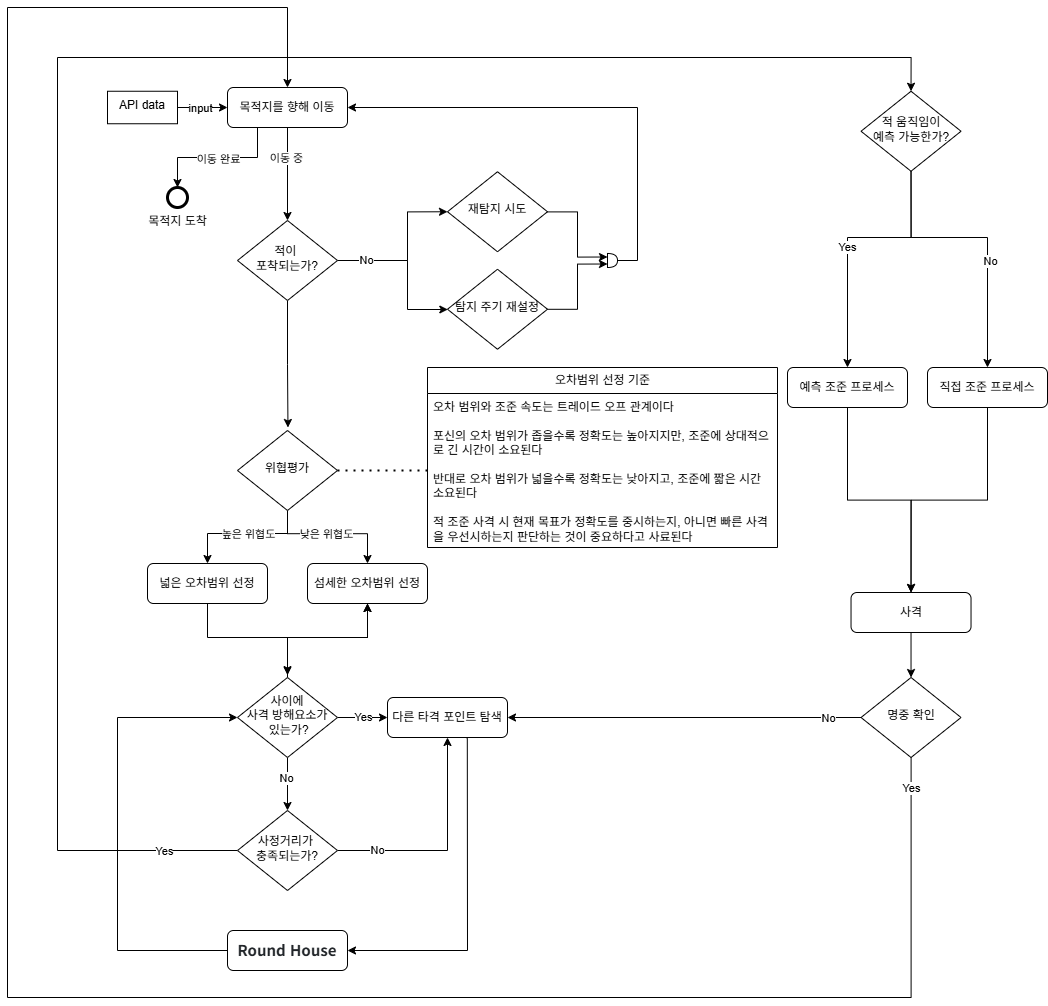 API data
input
목적지를 향해 이동
이동 완료
이동 중
목적지 도착
적이
포착되는가?
No
재탐지 시도
탐지 주기 재설정
적 움직임이
예측 가능한가?
Yes
No
예측 조준 프로세스
직접 조준 프로세스
오차범위 선정 기준
오차 범위와 조준 속도는 트레이드 오프 관계이다
포신의 오차 범위가 좁을수록 정확도는 높아지지만, 조준에 상대적으
로 긴 시간이 소요된다
반대로 오차 범위가 넓을수록 정확도는 낮아지고, 조준에 짧은 시간
소요된다
적 조준 사격 시 현재 목표가 정확도를 중시하는지, 아니면 빠른 사격
을 우선시하는지 판단하는 것이 중요하다고 사료된다
위협평가
높은 위협도
낮은 위협도
넓은 오차범위 선정
섬세한 오차범위 선정
사격
사이에
사격 방해요소가
있는가?
Yes
다른 타격 포인트 탐색
No
명중 확인
No
Yes
사정거리가
충족되는가?
Yes
No
Round House